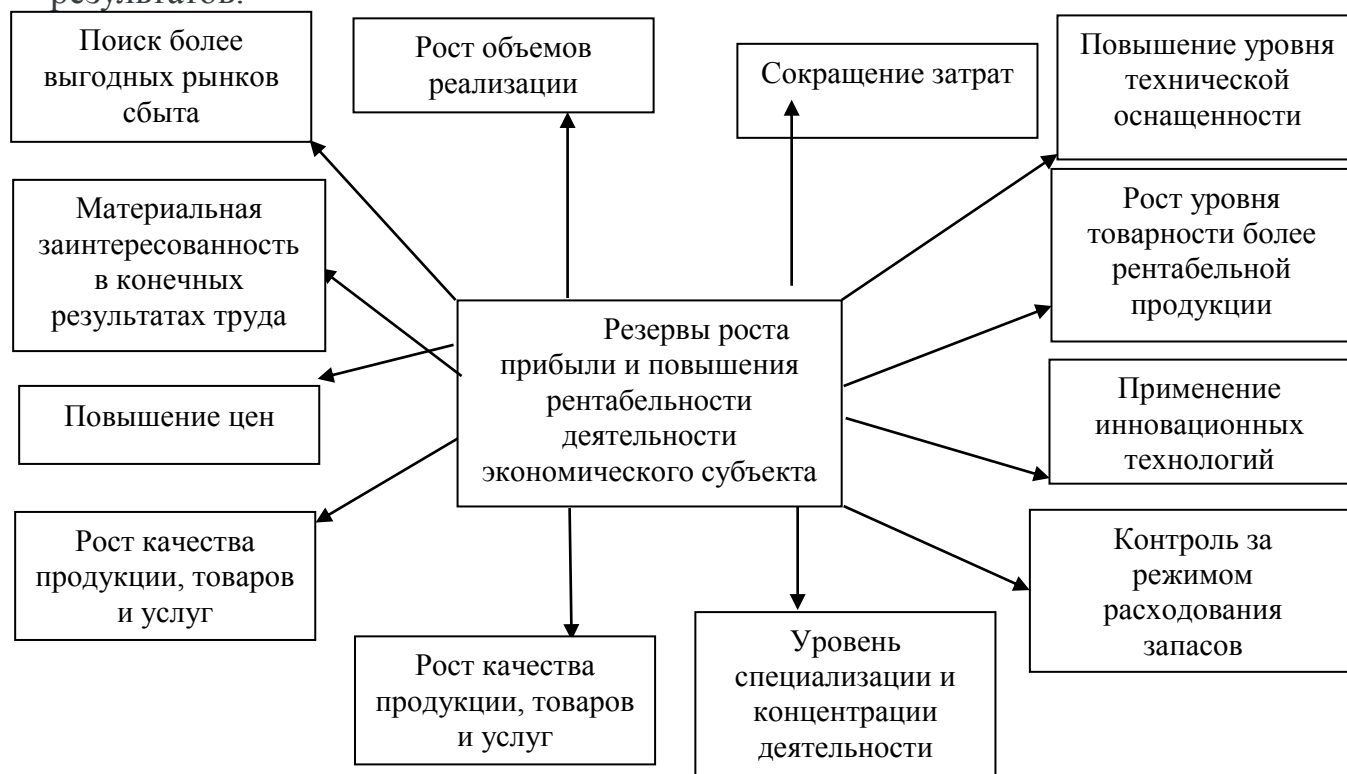 результатов.
Поиск более
выгодных рынков
сбыта
Рост объемов
реализации
Сокращение затрат
Повышение уровня
технической
оснащенности
Материальная
заинтересованность
в конечных
результатах труда
Рост уровня
товарности более
рентабельной
продукции
Резервы роста
прибыли и повышения
рентабельности
деятельности
экономического субъекта
Повышение цен
Применение
инновационных
технологий
Рост качества
продукции, товаров
и услуг
Контроль за
режимом
расходования
запасов
Рост качества
продукции, товаров
и услуг
Уровень
специализации и
концентрации
деятельности